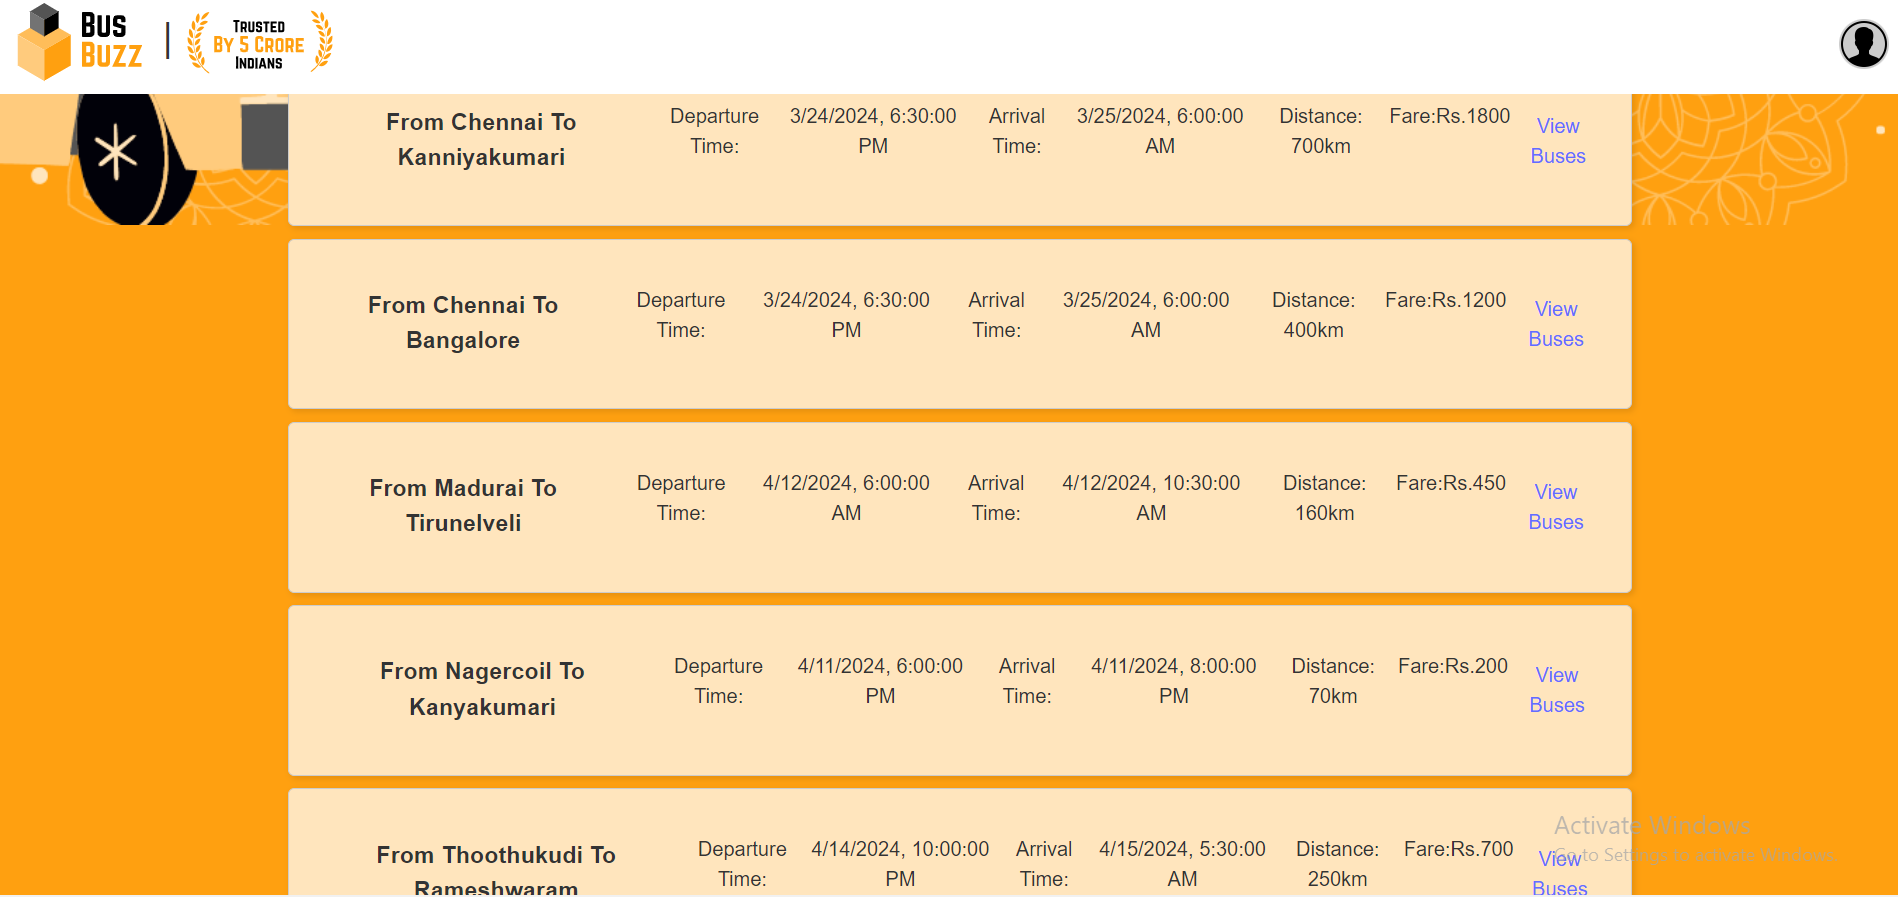 BUS
BUZZ
TRUSTED
BY 5 CRORE
INDIANS
From Chennai To
Kanniyakumari
Departure
Time:
3/24/2024, 6:30:00
PM
Arrival
Time:
3/25/2024, 6:00:00
AM
Distance:
700km
Fare:Rs.1800
View
Buses
From Chennai To
Bangalore
Departure
Time:
3/24/2024, 6:30:00
PM
Arrival
Time:
3/25/2024, 6:00:00
AM
Distance:
400km
Fare:Rs.1200
View
Buses
From Madurai To
Tirunelveli
Departure
Time:
4/12/2024, 6:00:00
AM
Arrival
Time:
4/12/2024, 10:30:00
AM
Distance:
160km
Fare:Rs.450
View
Buses
From Nagercoil To
Kanyakumari
Departure
Time:
4/11/2024, 6:00:00
PM
Arrival
Time:
4/11/2024, 8:00:00
PM
Distance:
70km
Fare:Rs.200
View
Buses
From Thoothukudi To
Rameshwaram
Departure
Time:
4/14/2024, 10:00:00
PM
Arrival
Time:
4/15/2024, 5:30:00
AM
Distance:
250km
Fare:Rs.700
View
Buses
Activate Windows
Go to Settings to activate Windows.